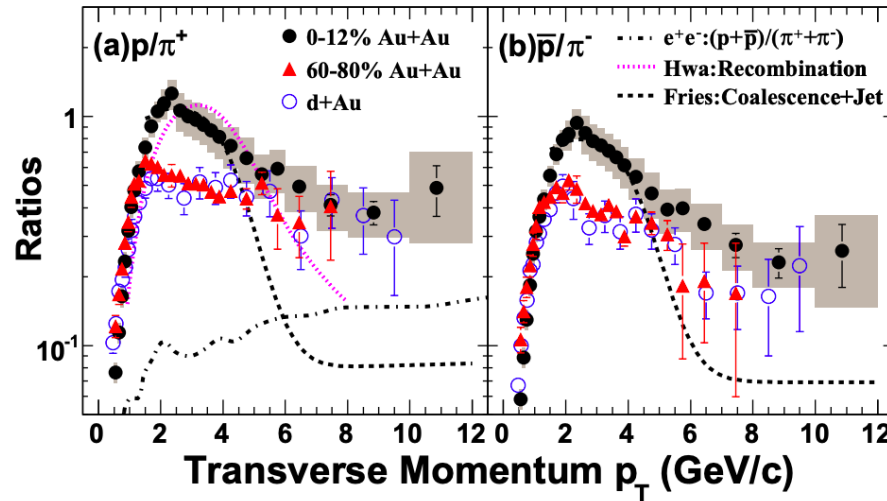 (a)p/π⁺
0-12% Au+Au
60-80% Au+Au
d+Au
(b)p̅/π⁻
e⁺e⁻:(p+p̅)/(π⁺+π⁻)
Hwa:Recombination
Fries:Coalescence+Jet
Ratios
1
10⁻¹
0 2 4 6 8 10 12
0 2 4 6 8 10 12
Transverse Momentum p_T (GeV/c)